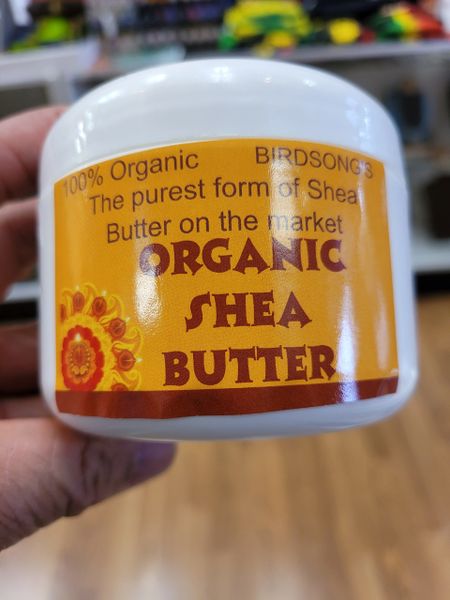 100% Organic BIRDSONG'S
The purest form of Shea
Butter on the market
ORGANIC
SHEA
BUTTER